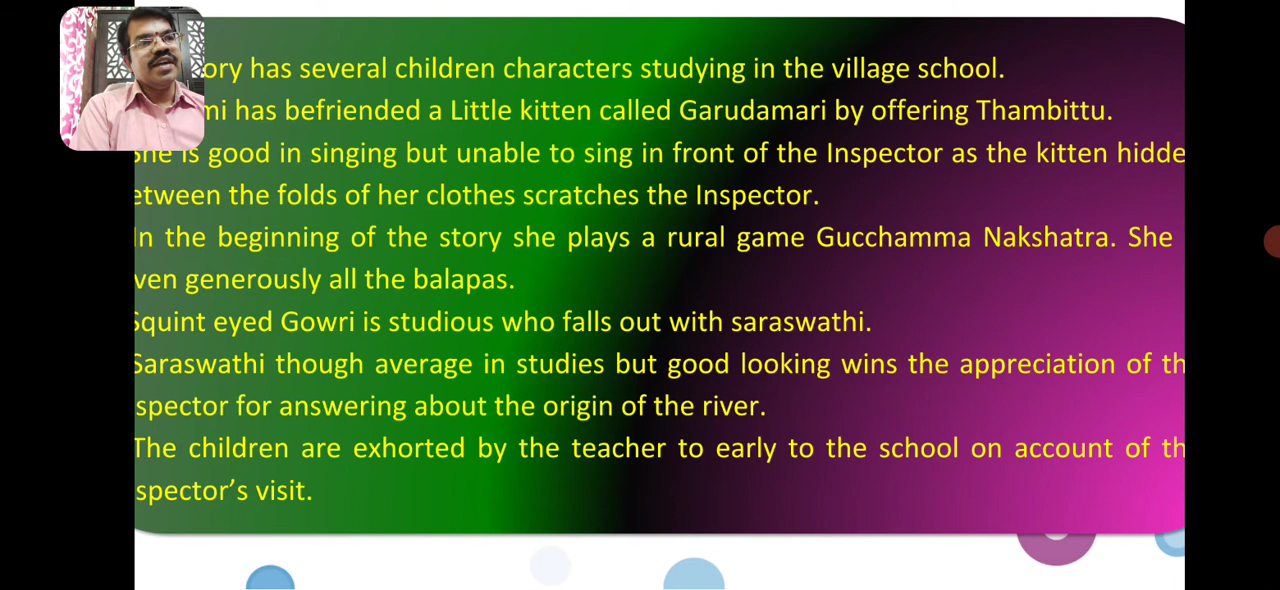 ory has several children characters studying in the village school.
mi has befriended a Little kitten called Garudamari by offering Thambittu.
She is good in singing but unable to sing in front of the Inspector as the kitten hidde
etween the folds of her clothes scratches the Inspector.
In the beginning of the story she plays a rural game Gucchamma Nakshatra. She
ven generously all the balapas.
Squint eyed Gowri is studious who falls out with saraswathi.
Saraswathi though average in studies but good looking wins the appreciation of th
spector for answering about the origin of the river.
The children are exhorted by the teacher to early to the school on account of th
spector’s visit.